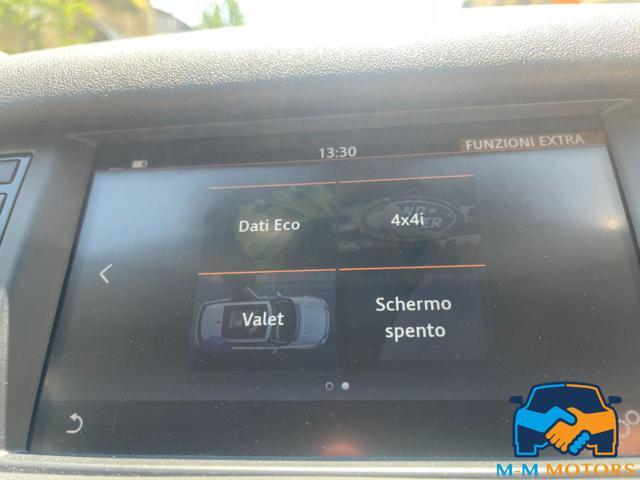 13:30
FUNZIONI EXTRA
Dati Eco
4x4i
Valet
Schermo
spento
M-M MOTORS